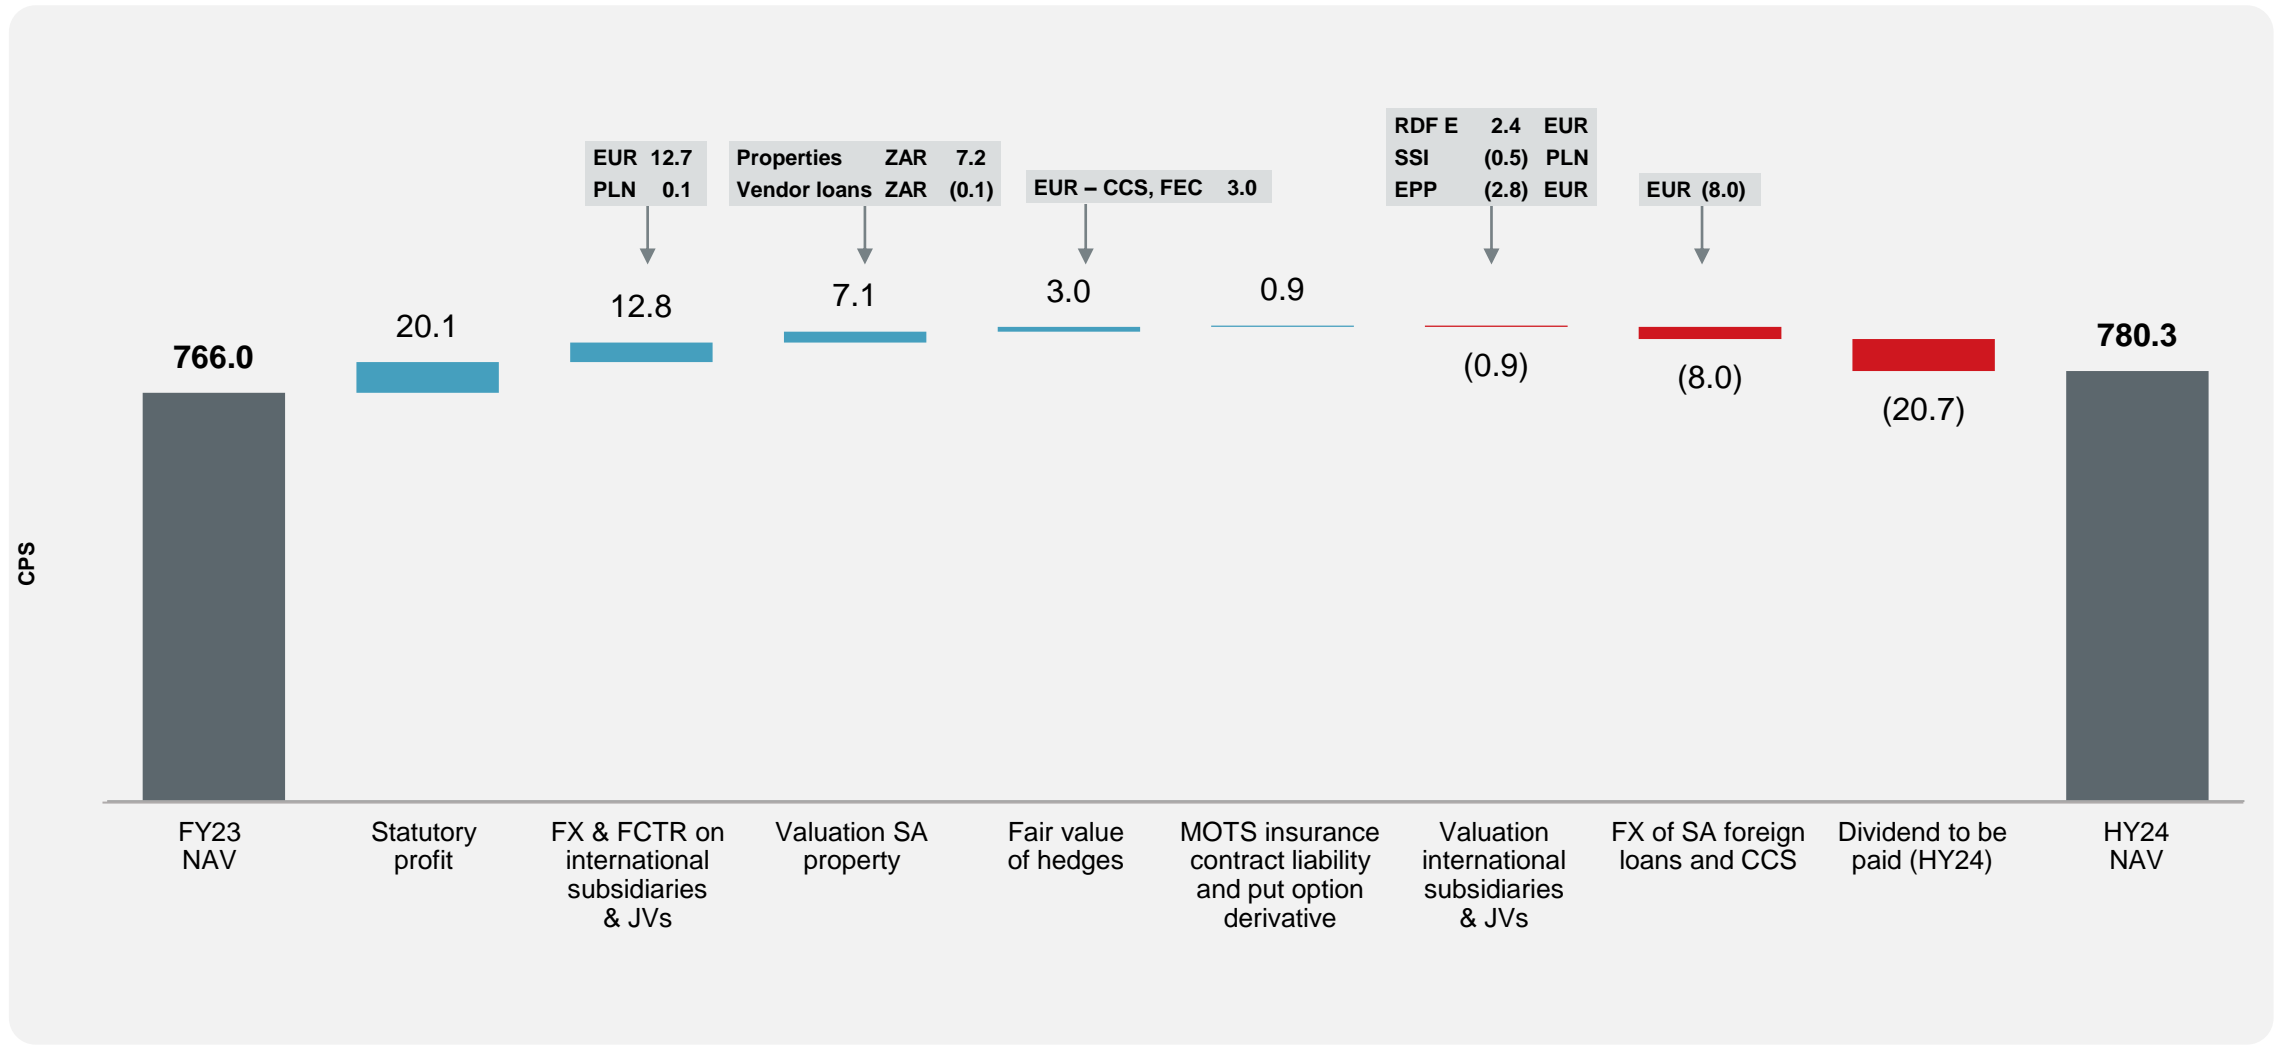 RDF E 2.4 EUR
SSI (0.5) PLN
EPP (2.8) EUR
EUR 12.7
PLN 0.1
Properties ZAR 7.2
Vendor loans ZAR (0.1)
EUR – CCS, FEC 3.0
EUR (8.0)
766.0
20.1
12.8
7.1
3.0
0.9
(0.9)
(8.0)
(20.7)
780.3
CPS
FY23
NAV
Statutory
profit
FX & FCTR on
international
subsidiaries
& JVs
Valuation SA
property
Fair value
of hedges
MOTS insurance
contract liability
and put option
derivative
Valuation
international
subsidiaries
& JVs
FX of SA foreign
loans and CCS
Dividend to be
paid (HY24)
HY24
NAV